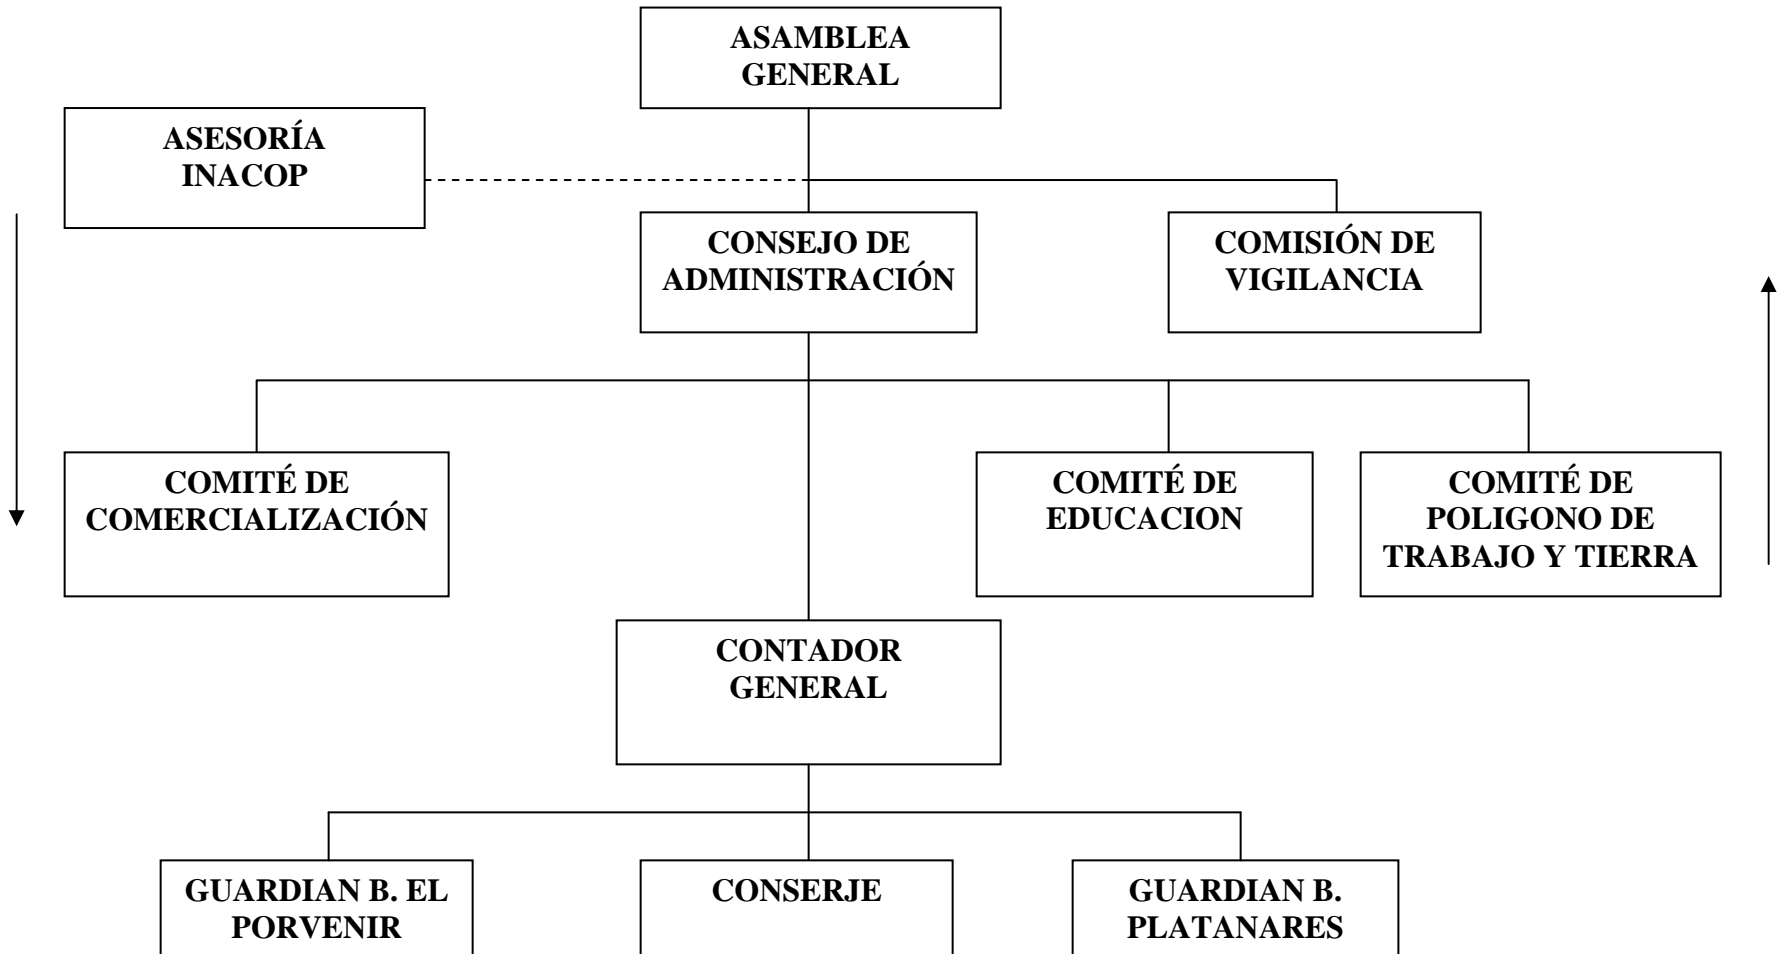 ASAMBLEA
GENERAL
ASESORÍA
INACOP
CONSEJO DE
ADMINISTRACIÓN
COMISIÓN DE
VIGILANCIA
COMITÉ DE
COMERCIALIZACIÓN
COMITÉ DE
EDUCACION
COMITÉ DE
POLIGONO DE
TRABAJO Y TIERRA
CONTADOR
GENERAL
GUARDIAN B. EL
PORVENIR
CONSERJE
GUARDIAN B.
PLATANARES